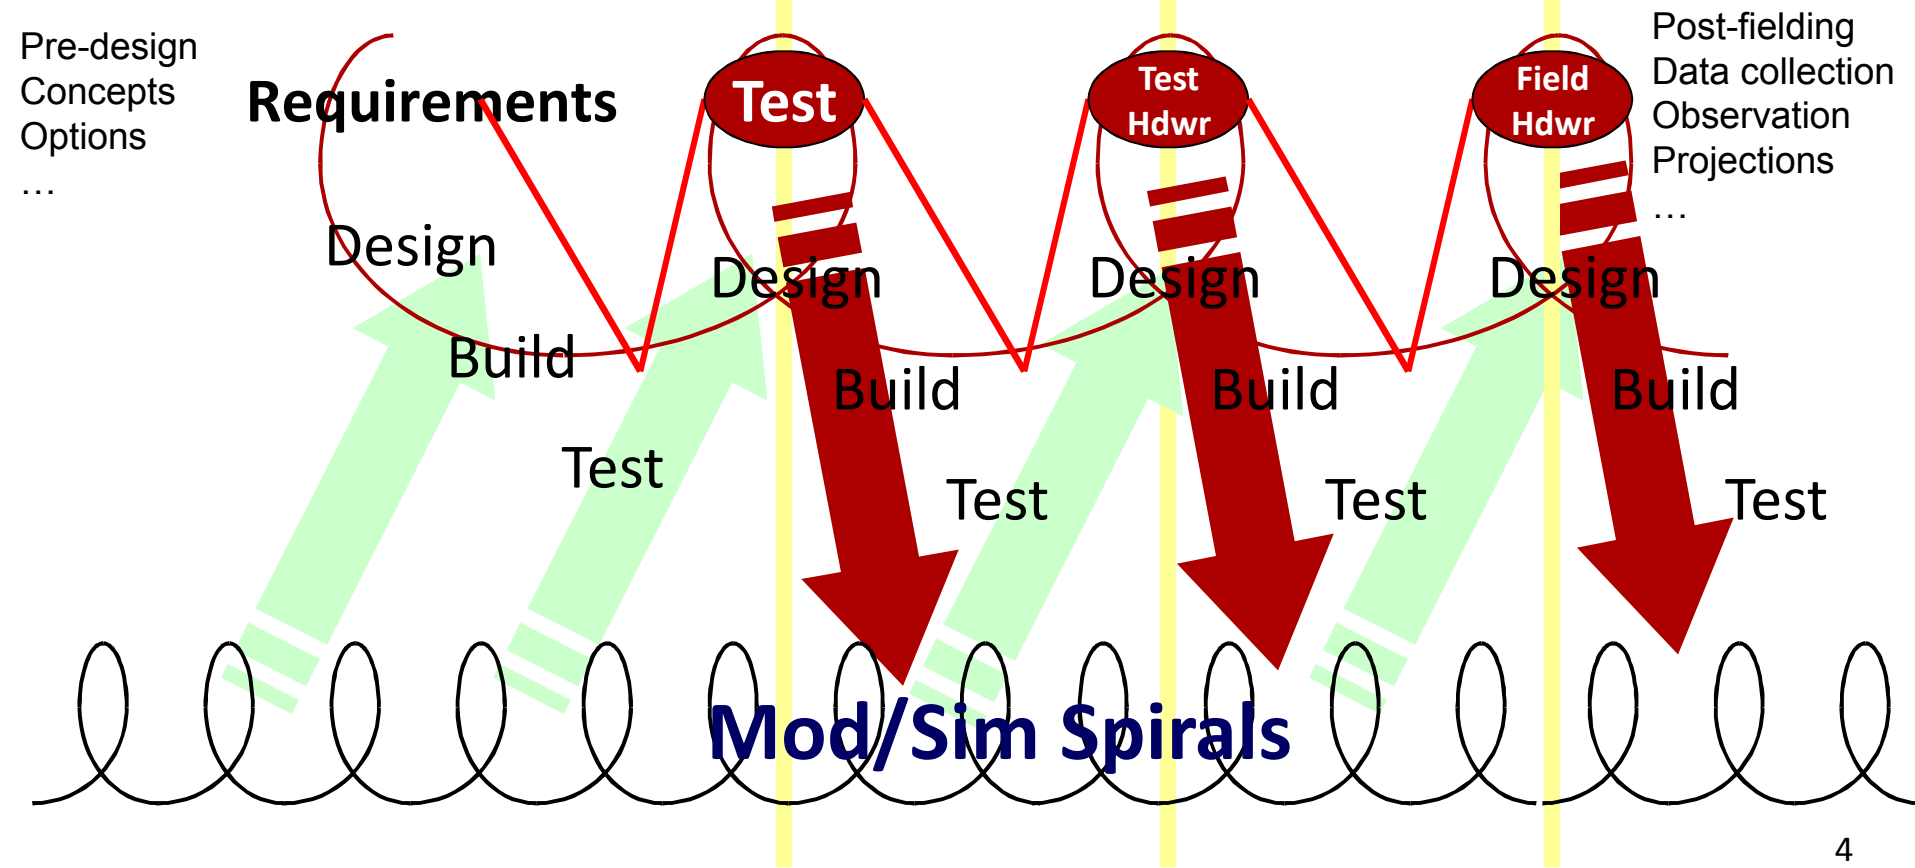 Pre-design
Concepts
Options
…
Requirements
Test
Test
Hdwr
Field
Hdwr
Post-fielding
Data collection
Observation
Projections
…
Design
Build
Test
Design
Build
Test
Design
Build
Test
Design
Build
Test
Mod/Sim Spirals
4